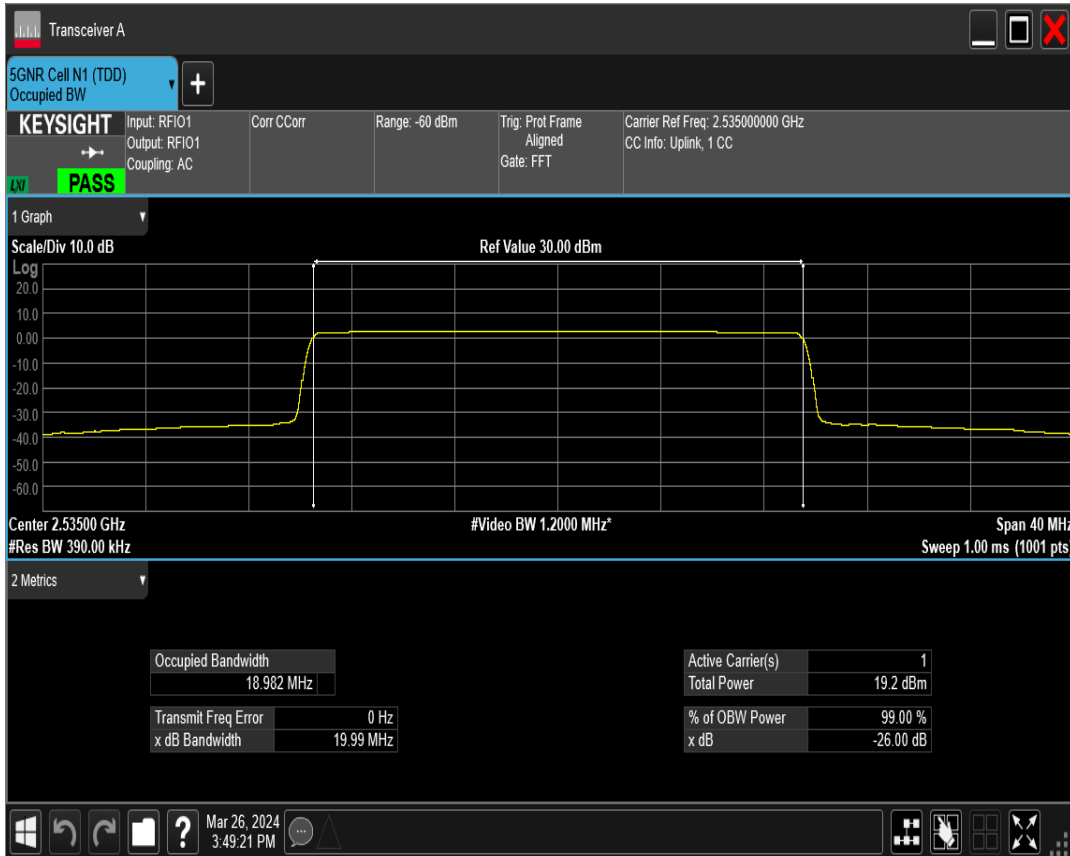 Transceiver A
5GNR Cell N1 (TDD)
Occupied BW
+
KEYSIGHT
LXI
PASS
Input: RFIO1
Output: RFIO1
Coupling: AC
Corr CCorr
Range: -60 dBm
Trig: Prot Frame
Aligned
Gate: FFT
Carrier Ref Freq: 2.535000000 GHz
CC Info: Uplink, 1 CC
1 Graph
Scale/Div 10.0 dB
Ref Value 30.00 dBm
Log
20.0
10.0
0.00
-10.0
-20.0
-30.0
-40.0
-50.0
-60.0
Center 2.53500 GHz
#Video BW 1.2000 MHz*
Span 40 MHz
#Res BW 390.00 kHz
Sweep 1.00 ms (1001 pts)
2 Metrics
Occupied Bandwidth
18.982 MHz
Transmit Freq Error 0 Hz
x dB Bandwidth 19.99 MHz
Active Carrier(s) 1
Total Power 19.2 dBm
% of OBW Power 99.00 %
x dB -26.00 dB
?
Mar 26, 2024
3:49:21 PM